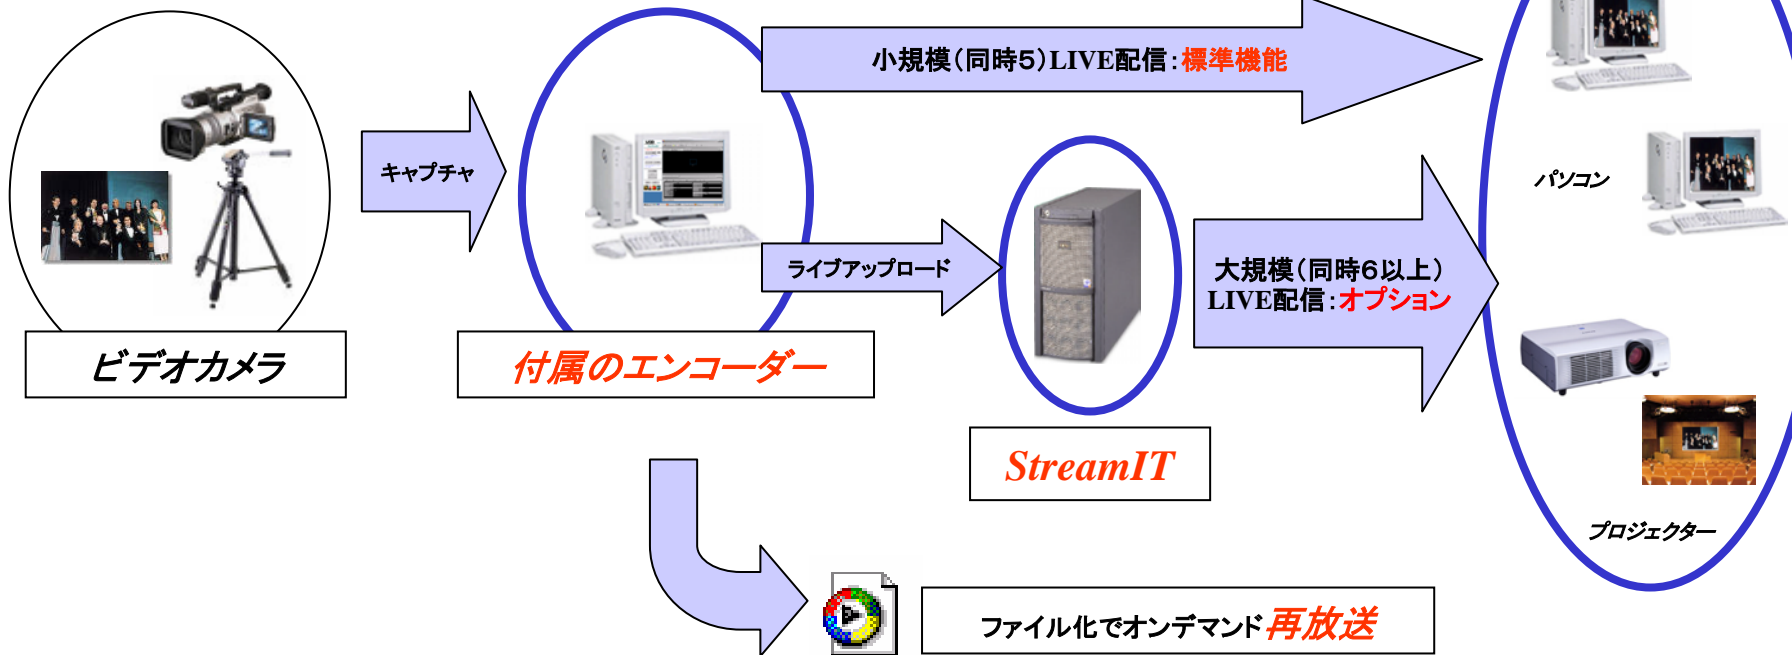 小規模（同時５）LIVE配信：標準機能
キャプチャ
パソコン
ライブアップロード
大規模（同時６以上）
LIVE配信：オプション
ビデオカメラ
付属のエンコーダー
StreamIT
プロジェクター
ファイル化でオンデマンド再放送